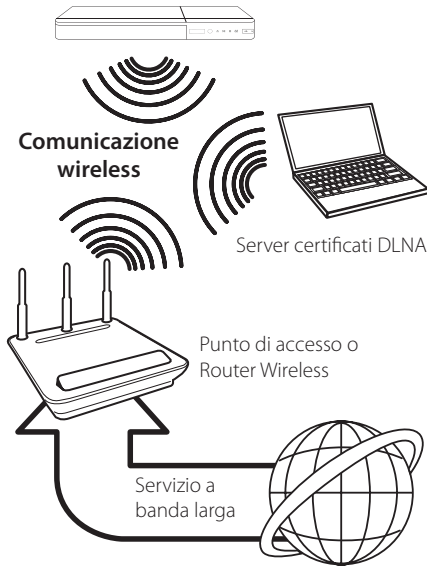 Comunicazione
wireless
Server certificati DLNA
Punto di accesso o
Router Wireless
Servizio a
banda larga